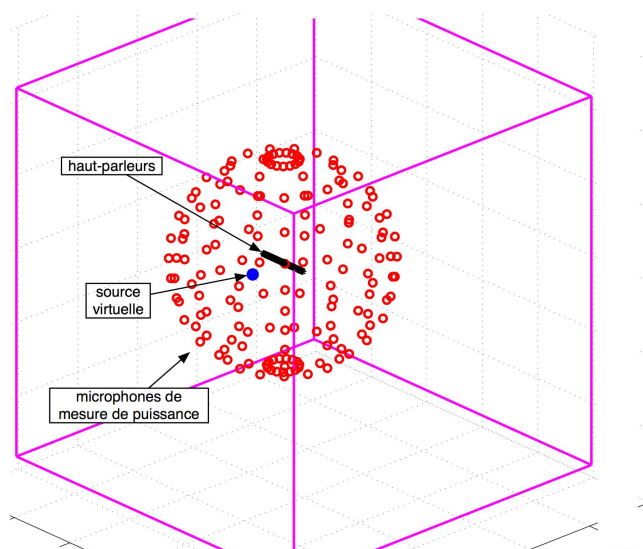 haut-parleurs
source
virtuelle
microphones de
mesure de puissance